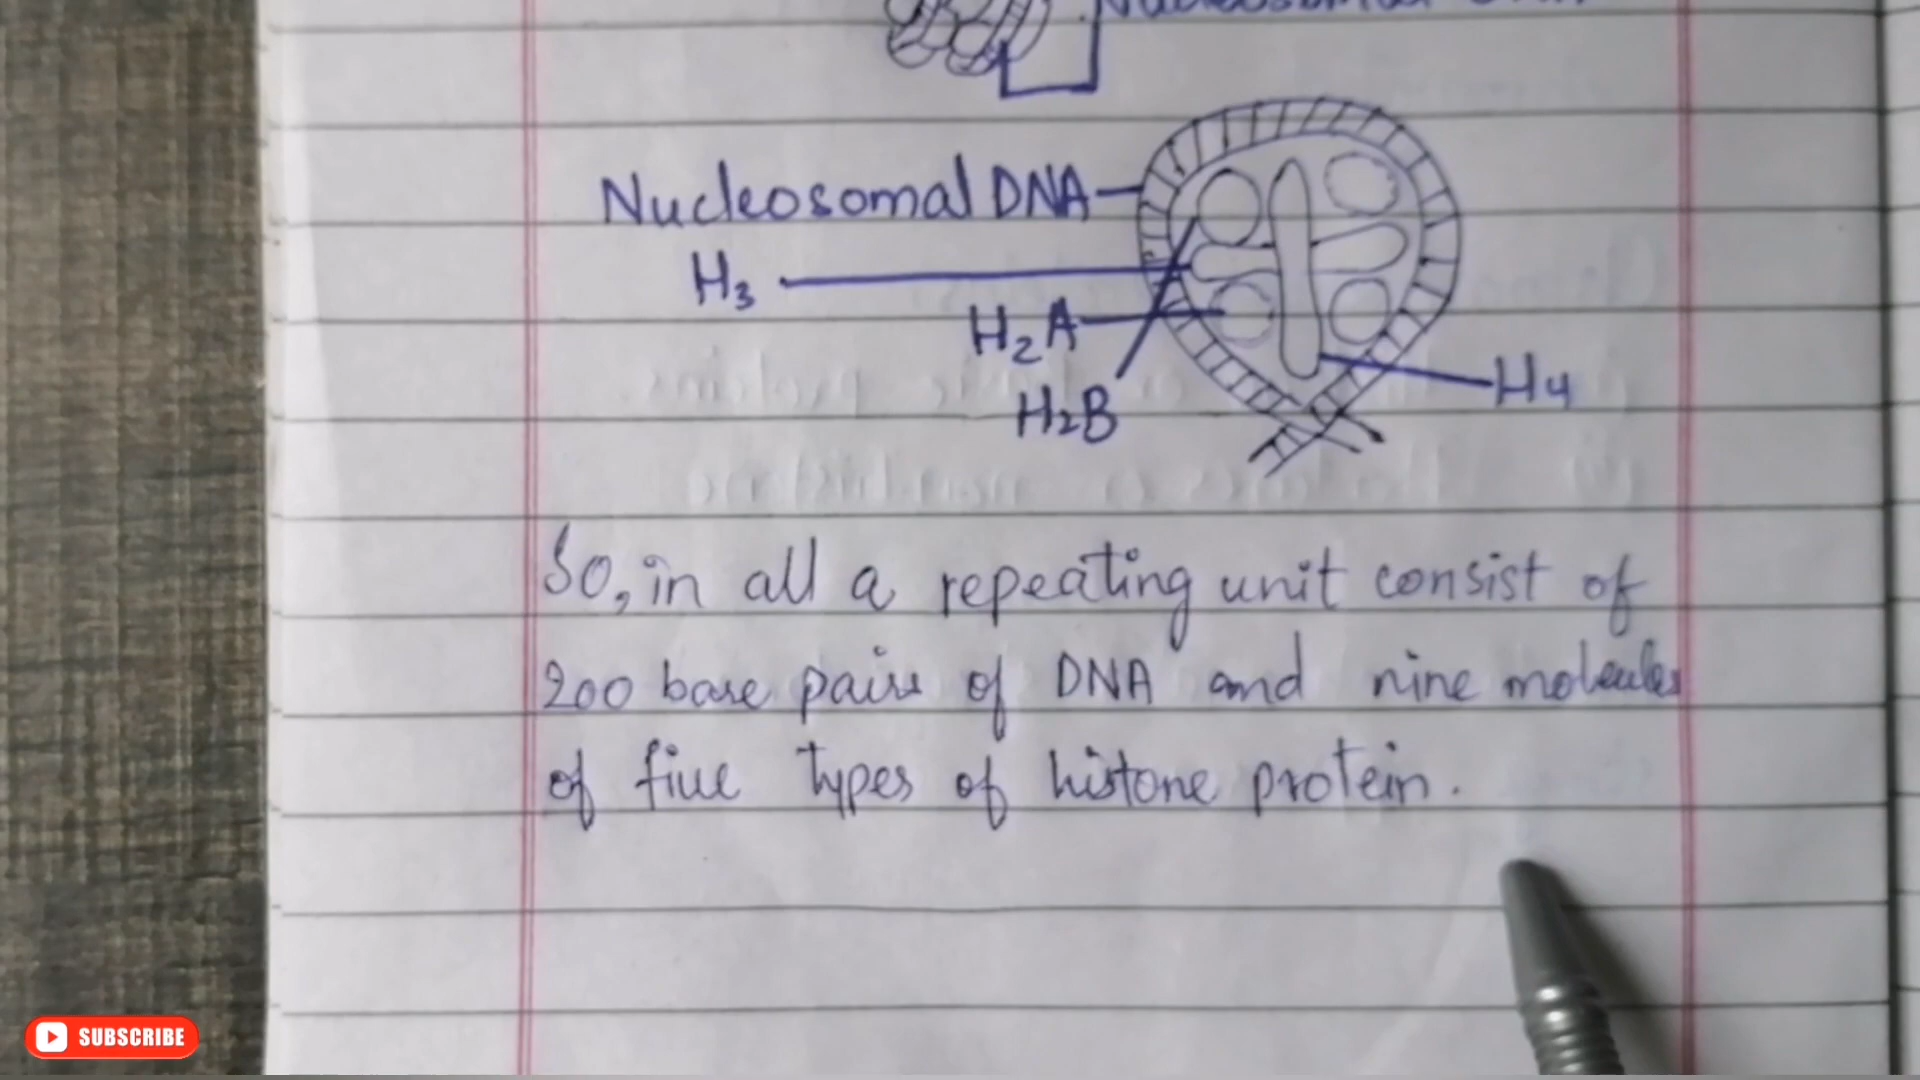 Nucleosomal DNA
H3
H2A
H2B
H4
So, in all a repeating unit consist of
200 base pairs of DNA and nine molecules
of five types of histone protein.
SUBSCRIBE